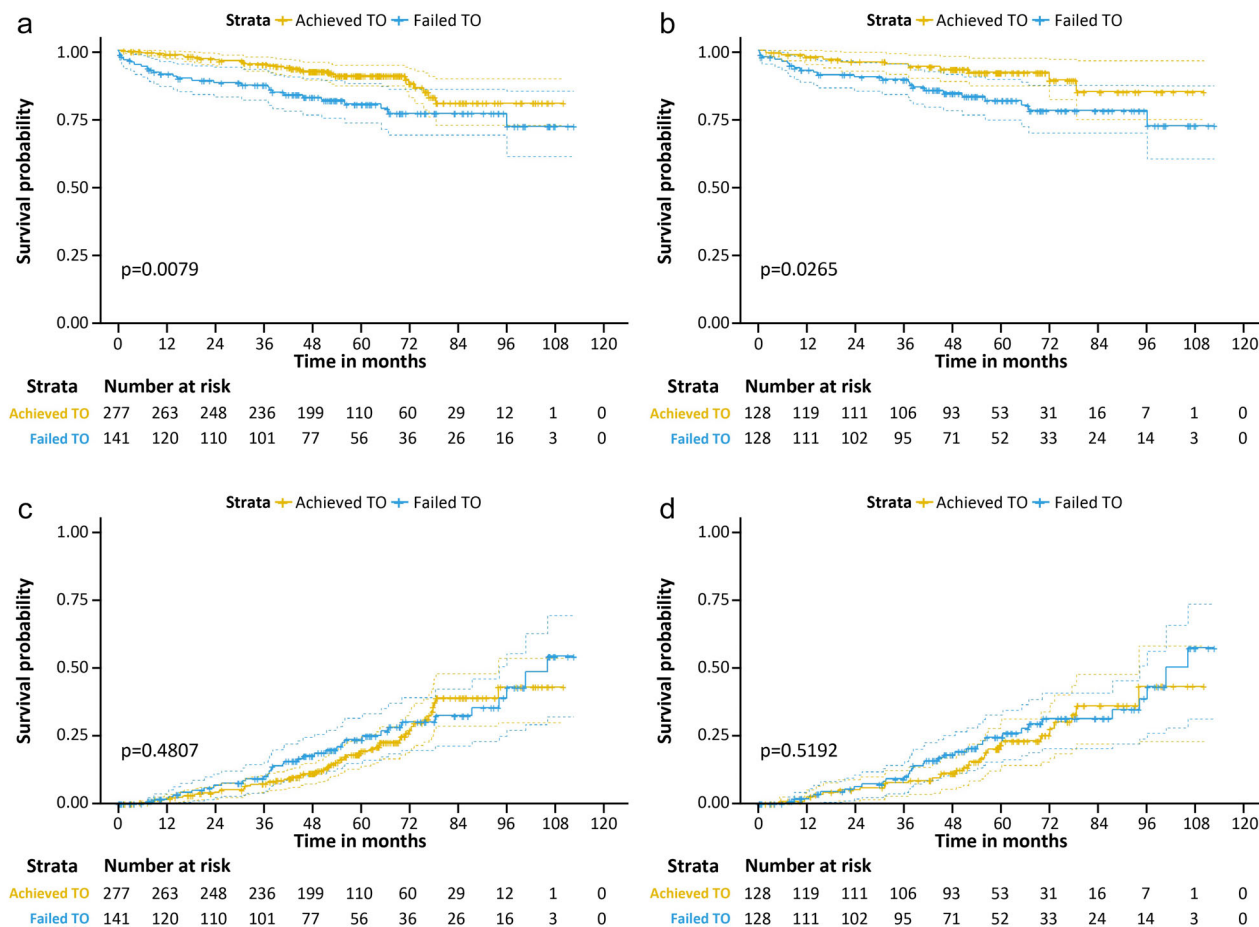 a
Strata Achieved TO Failed TO
Survival probability
1.00
0.75
0.50
0.25
0.00
p=0.0079
0 12 24 36 48 60 72 84 96 108 120
Time in months
Strata Number at risk
Achieved TO 277 263 248 236 199 110 60 29 12 1 0
Failed TO 141 120 110 101 77 56 36 26 16 3 0
b
Strata Achieved TO Failed TO
Survival probability
1.00
0.75
0.50
0.25
0.00
p=0.0265
0 12 24 36 48 60 72 84 96 108 120
Time in months
Strata Number at risk
Achieved TO 128 119 111 106 93 53 31 16 7 1 0
Failed TO 128 111 102 95 71 52 33 24 14 3 0
c
Strata Achieved TO Failed TO
Survival probability
1.00
0.75
0.50
0.25
0.00
p=0.4807
0 12 24 36 48 60 72 84 96 108 120
Time in months
Strata Number at risk
Achieved TO 277 263 248 236 199 110 60 29 12 1 0
Failed TO 141 120 110 101 77 56 36 26 16 3 0
d
Strata Achieved TO Failed TO
Survival probability
1.00
0.75
0.50
0.25
0.00
p=0.5192
0 12 24 36 48 60 72 84 96 108 120
Time in months
Strata Number at risk
Achieved TO 128 119 111 106 93 53 31 16 7 1 0
Failed TO 128 111 102 95 71 52 33 24 14 3 0